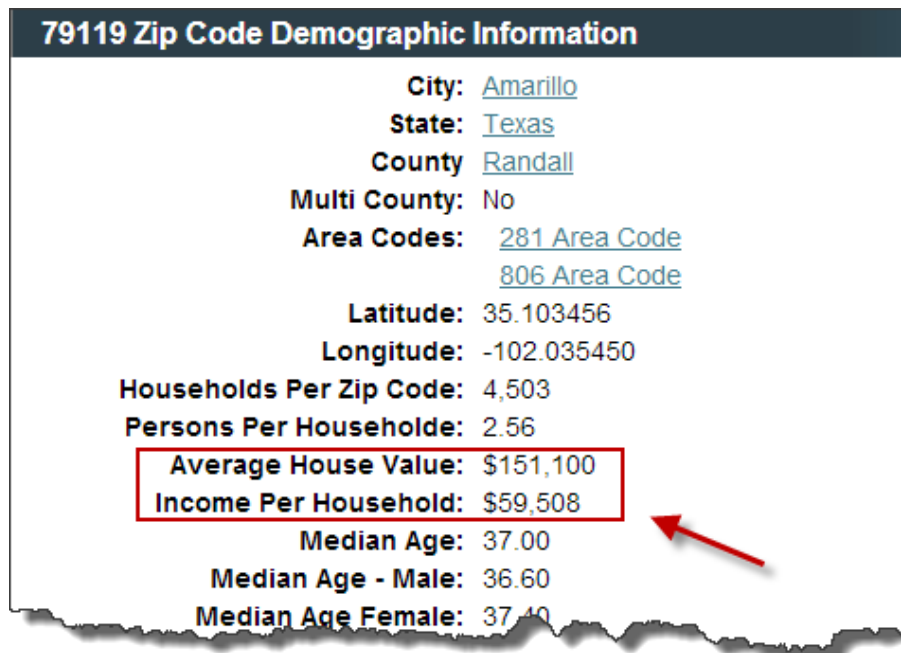 79119 Zip Code Demographic Information
City: Amarillo
State: Texas
County Randall
Multi County: No
Area Codes: 281 Area Code
806 Area Code
Latitude: 35.103456
Longitude: -102.035450
Households Per Zip Code: 4,503
Persons Per Householde: 2.56
Average House Value: $151,100
Income Per Household: $59,508
Median Age: 37.00
Median Age - Male: 36.60
Median Age Female: 37.40